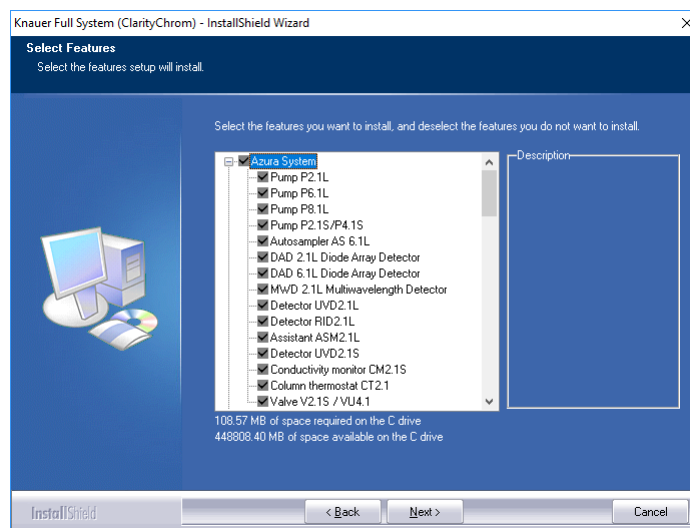 Knauer Full System (ClarityChrom) - InstallShield Wizard
Select Features
Select the features setup will install.
Select the features you want to install, and deselect the features you do not want to install.
Azura System
Pump P2.1L
Pump P6.1L
Pump P8.1L
Pump P2.1S/P4.1S
Autosampler AS 6.1L
DAD 2.1L Diode Array Detector
DAD 6.1L Diode Array Detector
MWD 2.1L Multiwavelength Detector
Detector UVD2.1L
Detector RID2.1L
Assistant ASM2.1L
Detector UVD2.1S
Conductivity monitor CM2.1S
Column thermostat CT2.1
Valve V2.1S / VU4.1
Description
108.57 MB of space required on the C drive
448808.40 MB of space available on the C drive
InstallShield
< Back
Next >
Cancel